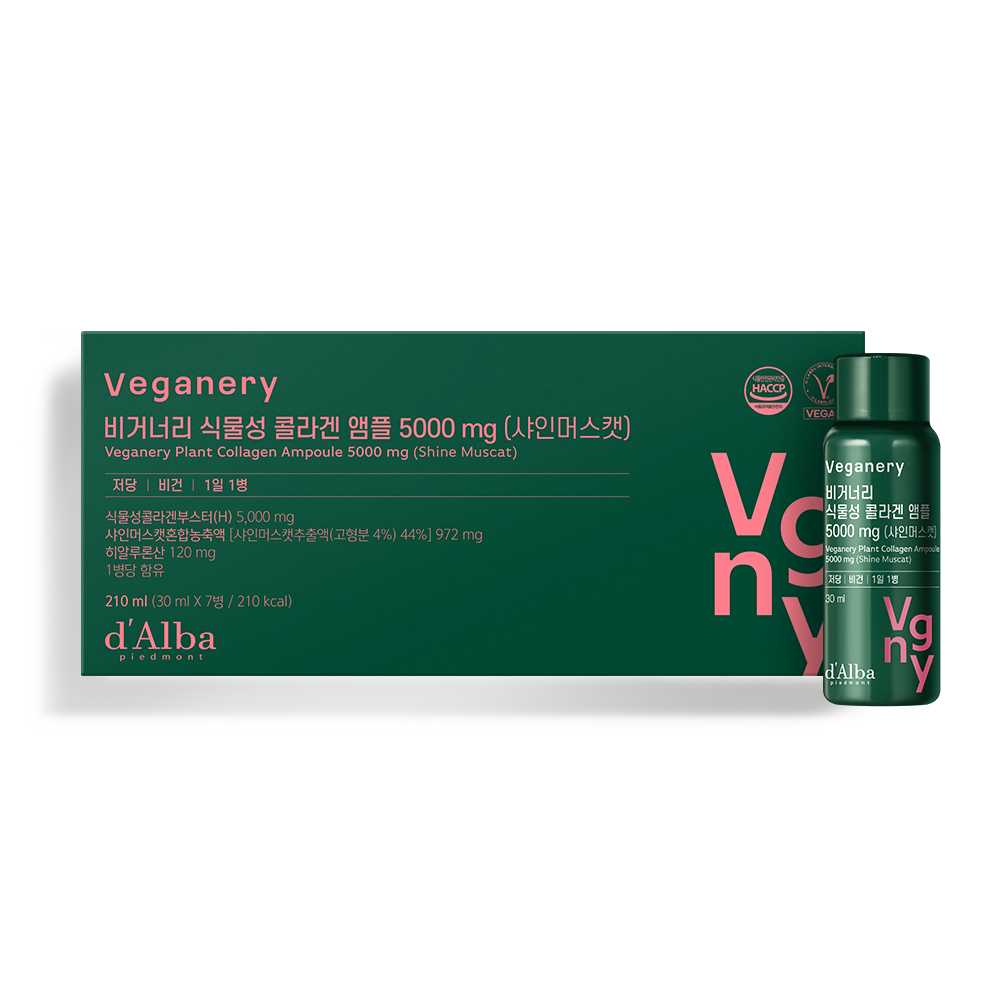 Veganery
비거너리 식물성 콜라겐 앰플 5000 mg (샤인머스캣)
Veganery Plant Collagen Ampoule 5000 mg (Shine Muscat)
저당 | 비건 | 1일 1병
식물성콜라겐부스터(H) 5,000 mg
샤인머스캣혼합농축액 [샤인머스캣추출액(고형분 4%) 44%] 972 mg
히알루론산 120 mg
1병당 함유
210 ml (30 ml X 7병 / 210 kcal)
d'Alba
piedmont
HACCP
VEGA
Vg
ny
Veganery
비거너리
식물성 콜라겐 앰플
5000 mg (샤인머스캣)
Veganery Plant Collagen Ampoule
5000 mg (Shine Muscat)
저당 | 비건 | 1일 1병
30 ml
Vg
ny
d'Alba
piedmont